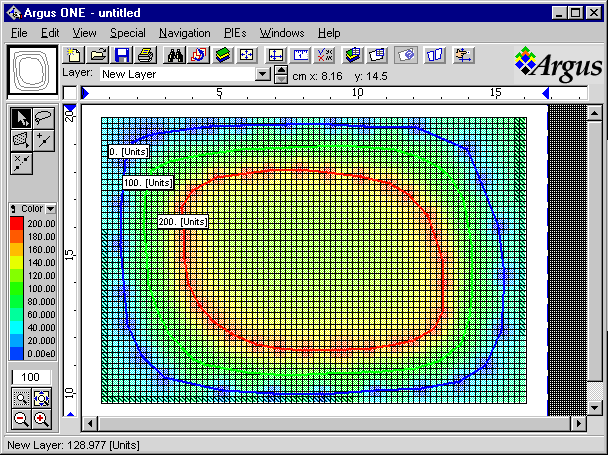 Argus ONE - untitled
File Edit View Special Navigation PIEs Windows Help
Argus
Layer: New Layer cm x: 8.16 y: 14.5
5 10 15
20
15
10
0. [Units]
100. [Units]
200. [Units]
Color
200.00
180.00
160.00
140.00
120.00
100.00
80.000
60.000
40.000
20.000
0.00e0
100
New Layer: 128.977 [Units]